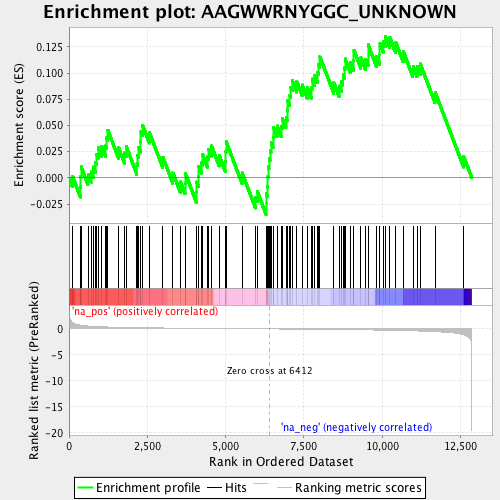 Enrichment plot: AAGWWRNYGGC_UNKNOWN
Enrichment score (ES)
0.125
0.100
0.075
0.050
0.025
0.000
-0.025
'na_pos' (positively correlated)
Ranked list metric (PreRanked)
0
-5
-10
-15
-20
Zero cross at 6412
'na_neg' (negatively correlated)
0
2,500
5,000
7,500
10,000
12,500
Rank in Ordered Dataset
Enrichment profile
Hits
Ranking metric scores